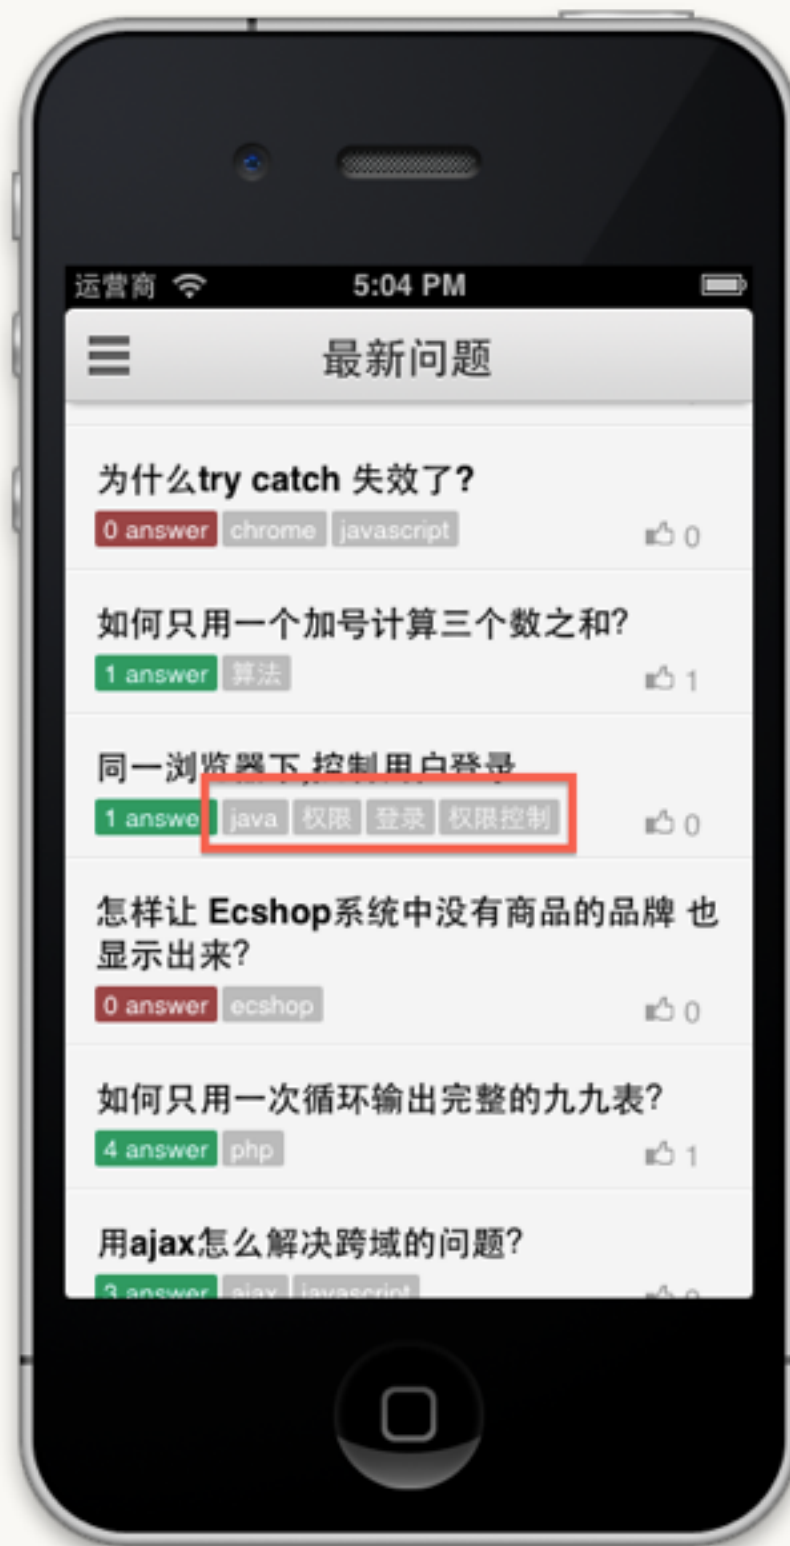 运营商 5:04 PM
最新问题
为什么try catch 失效了?
0 answer chrome javascript 0
如何只用一个加号计算三个数之和?
1 answer 算法 1
同一浏览器下,控制用户登录
1 answe java 权限 登录 权限控制 0
怎样让 Ecshop系统中没有商品的品牌 也
显示出来?
0 answer ecshop 0
如何只用一次循环输出完整的九九表?
4 answer php 1
用ajax怎么解决跨域的问题?
3 answer ajax javascript 0